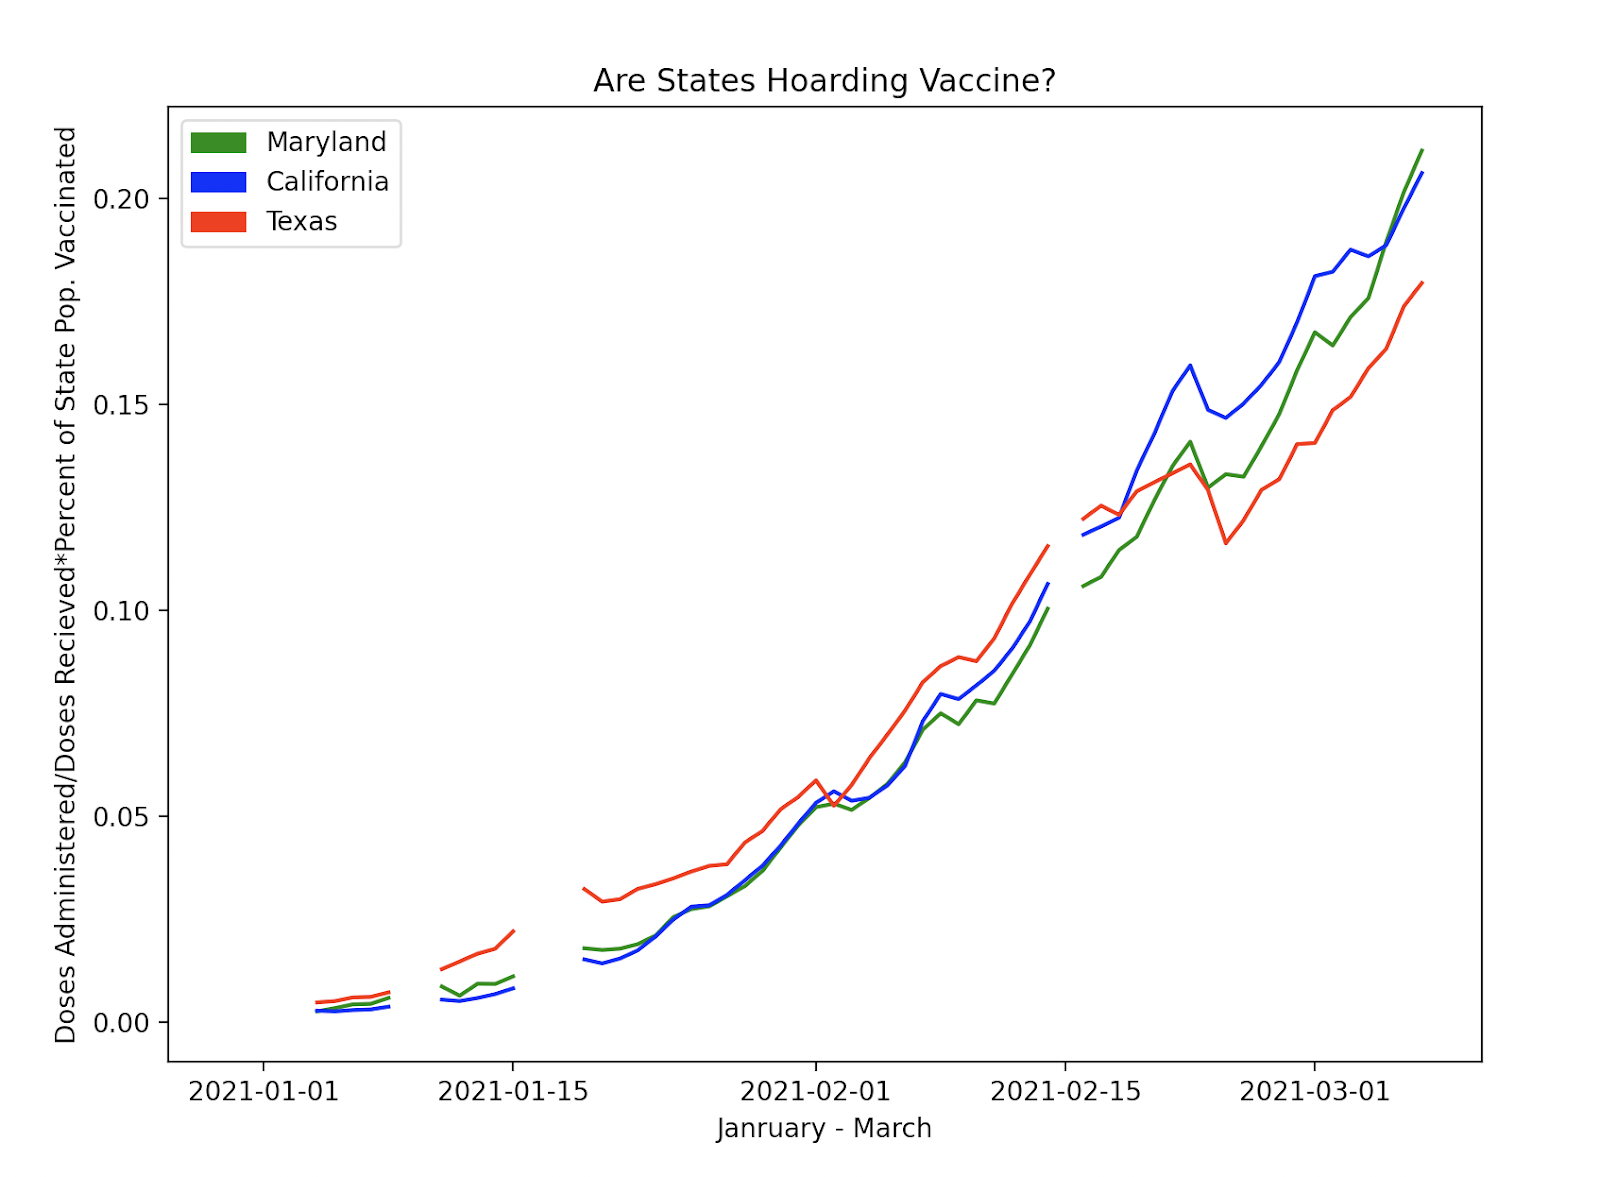 Are States Hoarding Vaccine?
Maryland
California
Texas
Doses Administered/Doses Recieved*Percent of State Pop. Vaccinated
0.20
0.15
0.10
0.05
0.00
2021-01-01
2021-01-15
2021-02-01
2021-02-15
2021-03-01
Janruary - March